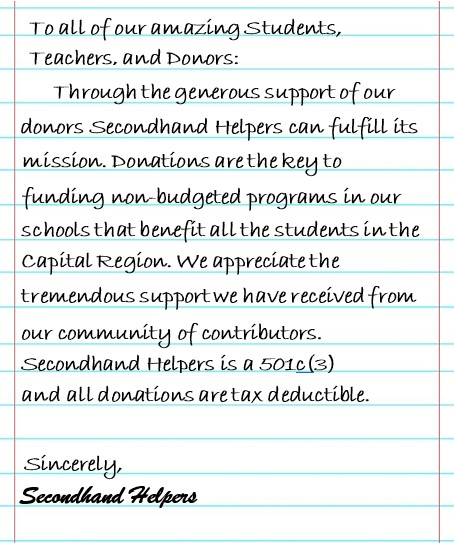 To all of our amazing Students,
Teachers, and Donors:
Through the generous support of our
donors Secondhand Helpers can fulfill its
mission. Donations are the key to
funding non-budgeted programs in our
schools that benefit all the students in the
Capital Region. We appreciate the
tremendous support we have received from
our community of contributors.
Secondhand Helpers is a 501c(3)
and all donations are tax deductible.
Sincerely,
Secondhand Helpers